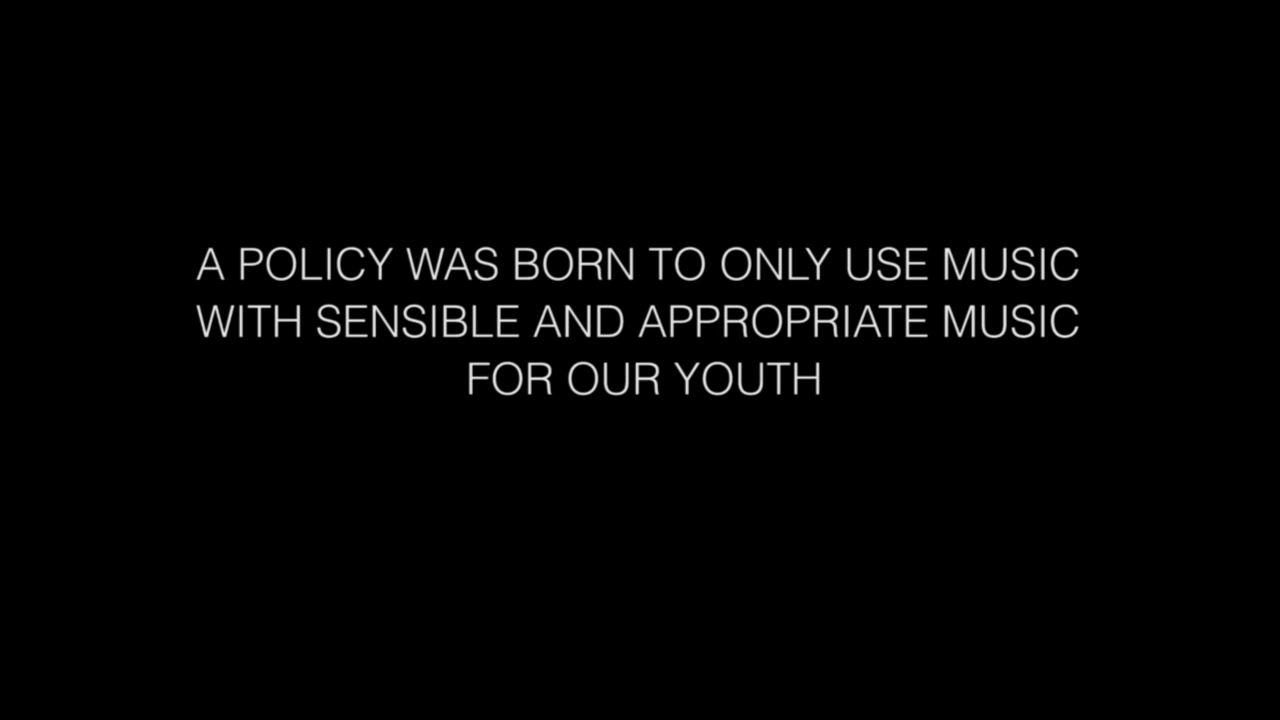 A POLICY WAS BORN TO ONLY USE MUSIC
WITH SENSIBLE AND APPROPRIATE MUSIC
FOR OUR YOUTH